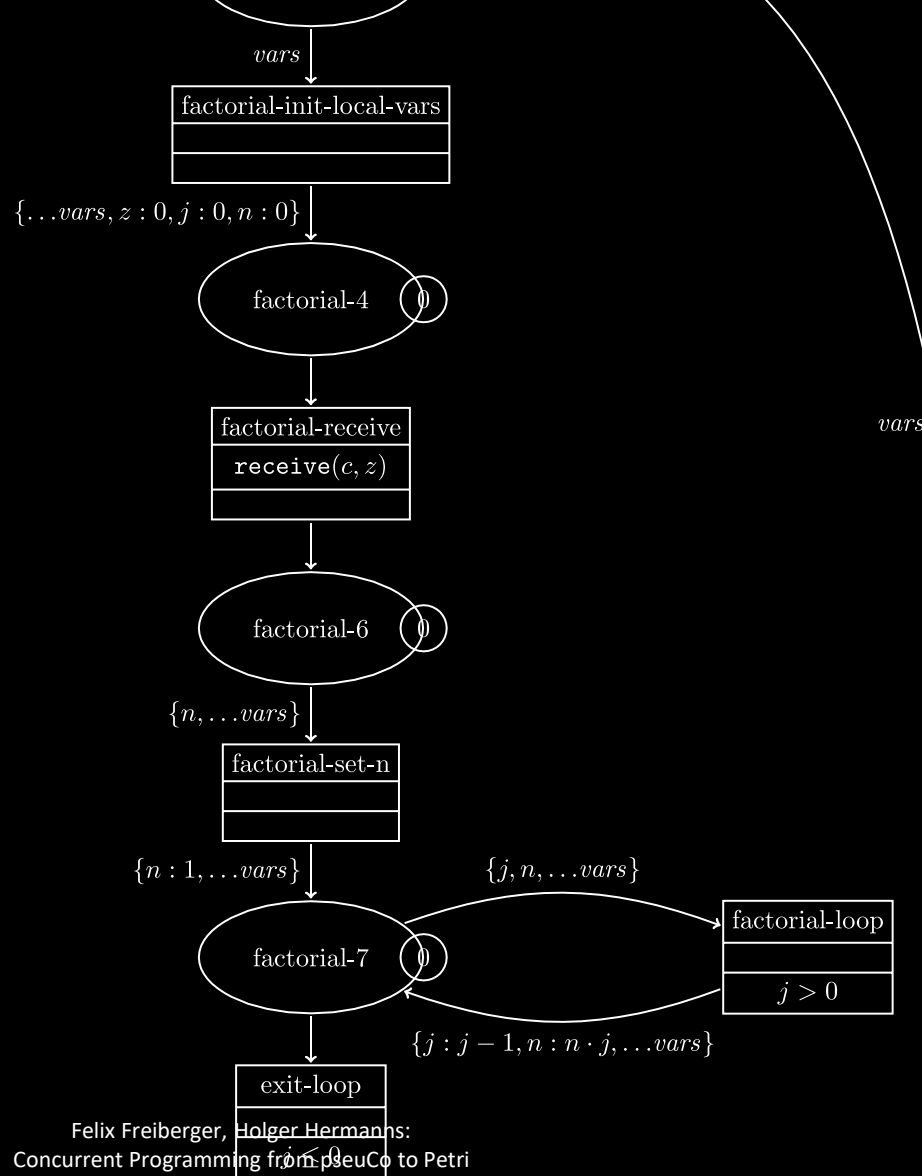 vars
factorial-init-local-vars
{…vars, z : 0, j : 0, n : 0}
factorial-4
0
factorial-receive
receive(c, z)
vars
factorial-6
0
{n, …vars}
factorial-set-n
{n : 1, …vars}
{j, n, …vars}
factorial-7
0
factorial-loop
j > 0
{j : j − 1, n : n · j, …vars}
exit-loop
j ≤ 0
Felix Freiberger, Holger Hermanns:
Concurrent Programming from pseuCo to Petri